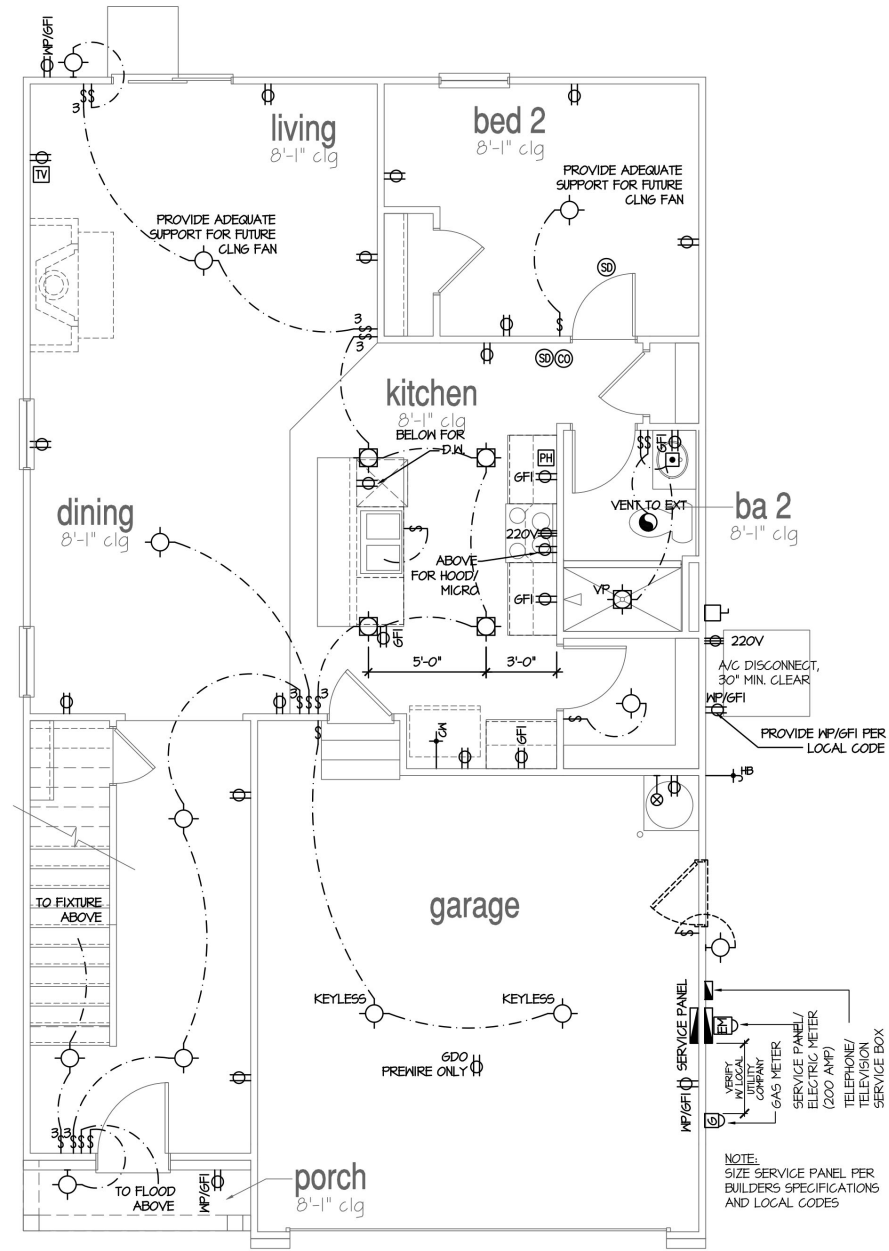 WP/GFI
3
living
8'-1" clg
bed 2
8'-1" clg
TV
PROVIDE ADEQUATE
SUPPORT FOR FUTURE
CLNG FAN
PROVIDE ADEQUATE
SUPPORT FOR FUTURE
CLNG FAN
SD
3
3
SD
CO
kitchen
8'-1" clg
BELOW FOR
D.W.
PH
GFI
GFI
dining
8'-1" clg
VENT TO EXT
ba 2
8'-1" clg
220V
ABOVE
FOR HOOD/
MICRO
GFI
VP
GFI
220V
5'-0"
3'-0"
A/C DISCONNECT,
30" MIN. CLEAR
3
3
WP/GFI
PROVIDE WP/GFI PER
LOCAL CODE
CW
GFI
HB
garage
TO FIXTURE
ABOVE
KEYLESS
KEYLESS
GDO
PREWIRE ONLY
SERVICE PANEL
EM
VERIFY
W/ LOCAL
UTILITY
COMPANY
GAS METER
SERVICE PANEL/
ELECTRIC METER
(200 AMP)
TELEPHONE/
TELEVISION
SERVICE BOX
WP/GFI
G
3
3
TO FLOOD
ABOVE
WP/GFI
porch
8'-1" clg
NOTE:
SIZE SERVICE PANEL PER
BUILDERS SPECIFICATIONS
AND LOCAL CODES